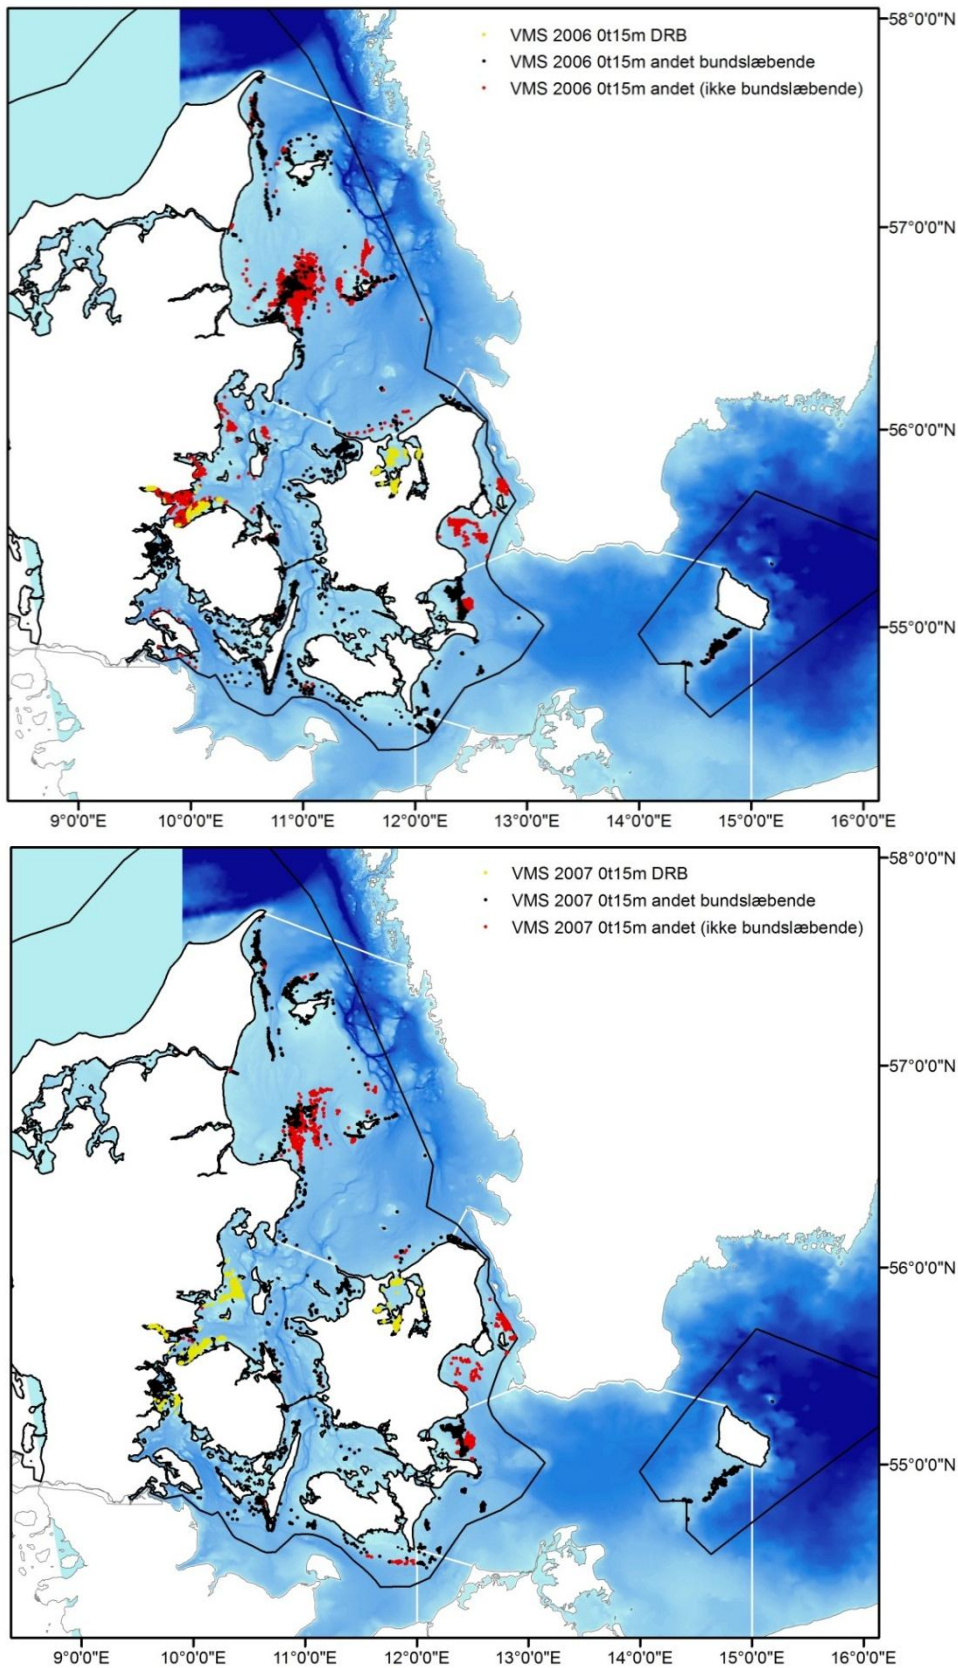 VMS 2006 0t15m DRB
VMS 2006 0t15m andet bundslæbende
VMS 2006 0t15m andet (ikke bundslæbende)
58°0'0"N
57°0'0"N
56°0'0"N
55°0'0"N
9°0'0"E 10°0'0"E 11°0'0"E 12°0'0"E 13°0'0"E 14°0'0"E 15°0'0"E 16°0'0"E
VMS 2007 0t15m DRB
VMS 2007 0t15m andet bundslæbende
VMS 2007 0t15m andet (ikke bundslæbende)
58°0'0"N
57°0'0"N
56°0'0"N
55°0'0"N
9°0'0"E 10°0'0"E 11°0'0"E 12°0'0"E 13°0'0"E 14°0'0"E 15°0'0"E 16°0'0"E